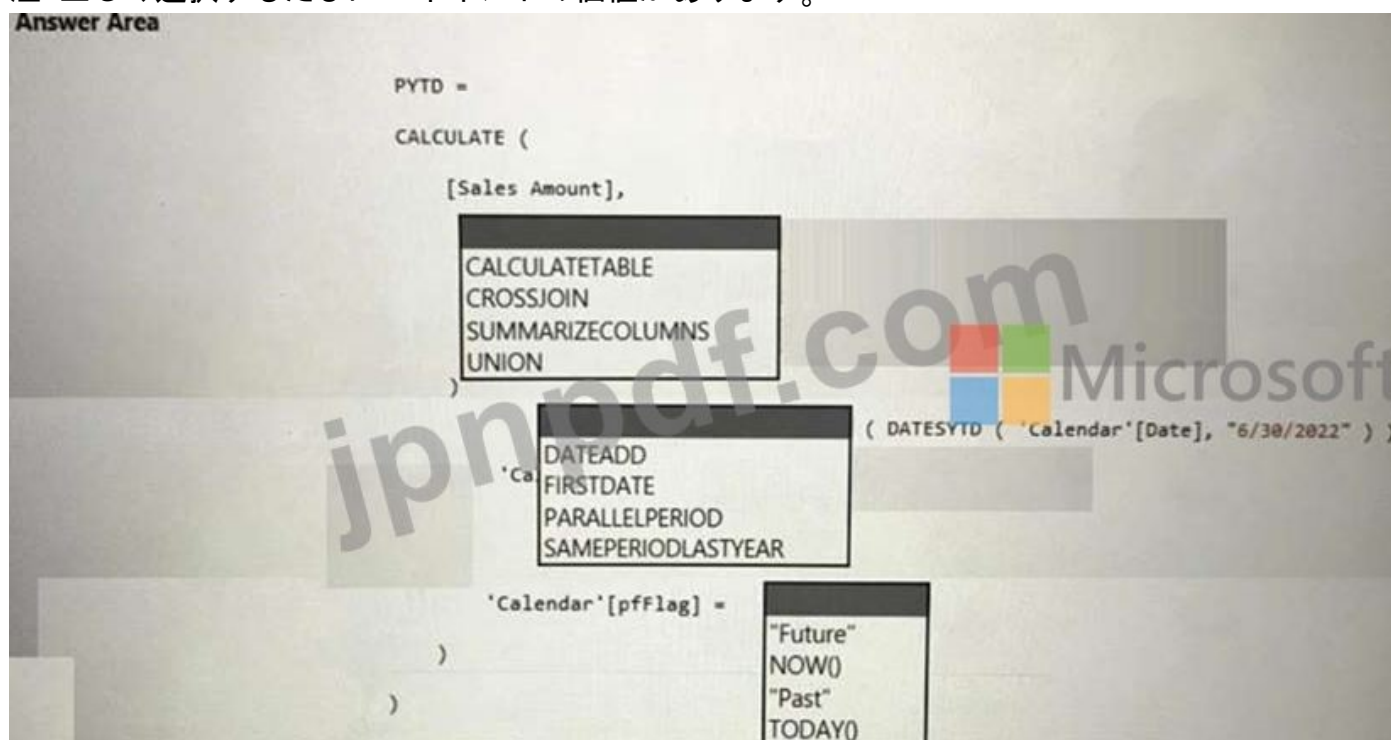 Answer Area
PYTD =
CALCULATE (
[Sales Amount],
CALCULATETABLE
CROSSJOIN
SUMMARIZECOLUMNS
UNION
)
( DATESYTD ( 'Calendar'[Date], "6/30/2022" ) )
DATEADD
'Ca
FIRSTDATE
PARALLELPERIOD
SAMEPERIODLASTYEAR
'Calendar'[pfFlag] =
"Future"
NOW()
"Past"
TODAY()
)
)
jpnpdf.com
Microsoft